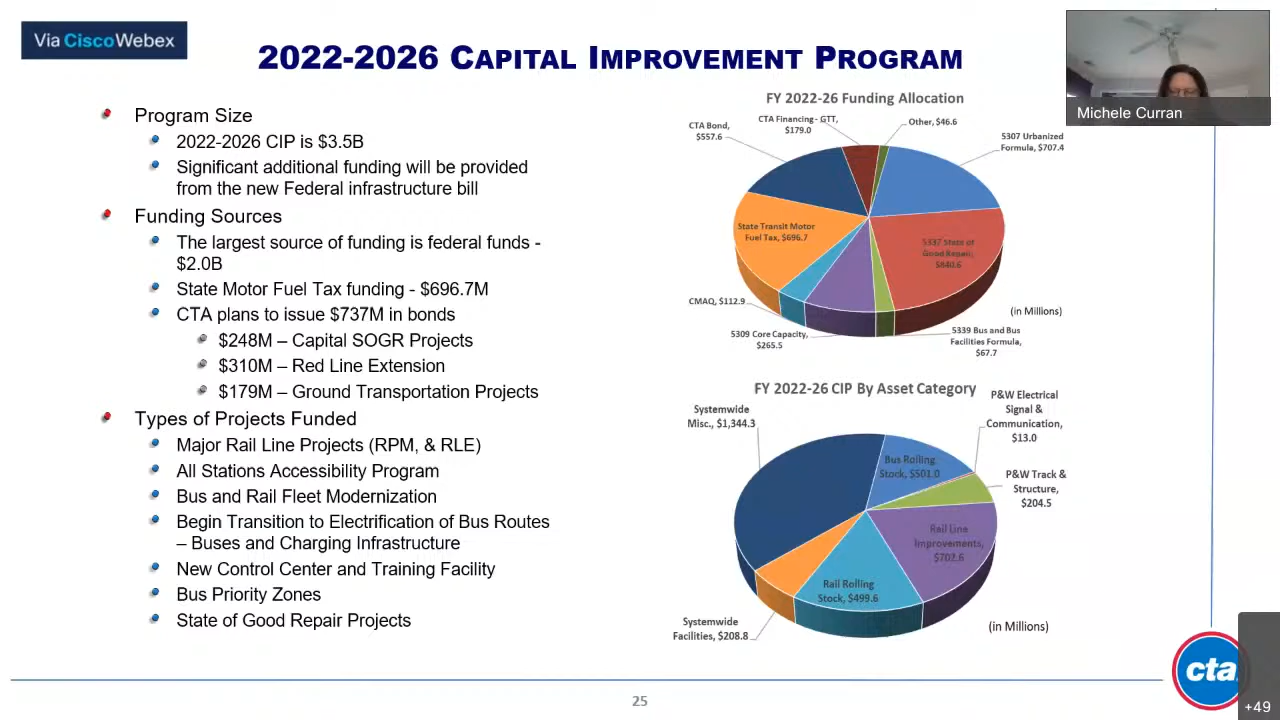 Via Cisco Webex
2022-2026 CAPITAL IMPROVEMENT PROGRAM
Michele Curran
Program Size
2022-2026 CIP is $3.5B
Significant additional funding will be provided
from the new Federal infrastructure bill
Funding Sources
The largest source of funding is federal funds -
$2.0B
State Motor Fuel Tax funding - $696.7M
CTA plans to issue $737M in bonds
$248M – Capital SOGR Projects
$310M – Red Line Extension
$179M – Ground Transportation Projects
Types of Projects Funded
Major Rail Line Projects (RPM, & RLE)
All Stations Accessibility Program
Bus and Rail Fleet Modernization
Begin Transition to Electrification of Bus Routes
– Buses and Charging Infrastructure
New Control Center and Training Facility
Bus Priority Zones
State of Good Repair Projects
FY 2022-26 Funding Allocation
CTA Bond,
$557.6
CTA Financing - GTT,
$179.0
Other, $46.6
5307 Urbanized
Formula, $707.4
State Transit Motor
Fuel Tax, $696.7
5337 State of
Good Repair,
$840.6
CMAQ, $112.9
5309 Core Capacity,
$265.5
5339 Bus and Bus
Facilities Formula,
$67.7
(in Millions)
FY 2022-26 CIP By Asset Category
Systemwide
Misc., $1,344.3
P&W Electrical
Signal &
Communication,
$13.0
Bus Rolling
Stock, $501.0
P&W Track &
Structure,
$204.5
Rail Line
Improvements,
$702.6
Rail Rolling
Stock, $499.6
Systemwide
Facilities, $208.8
(in Millions)
cta
25
+49